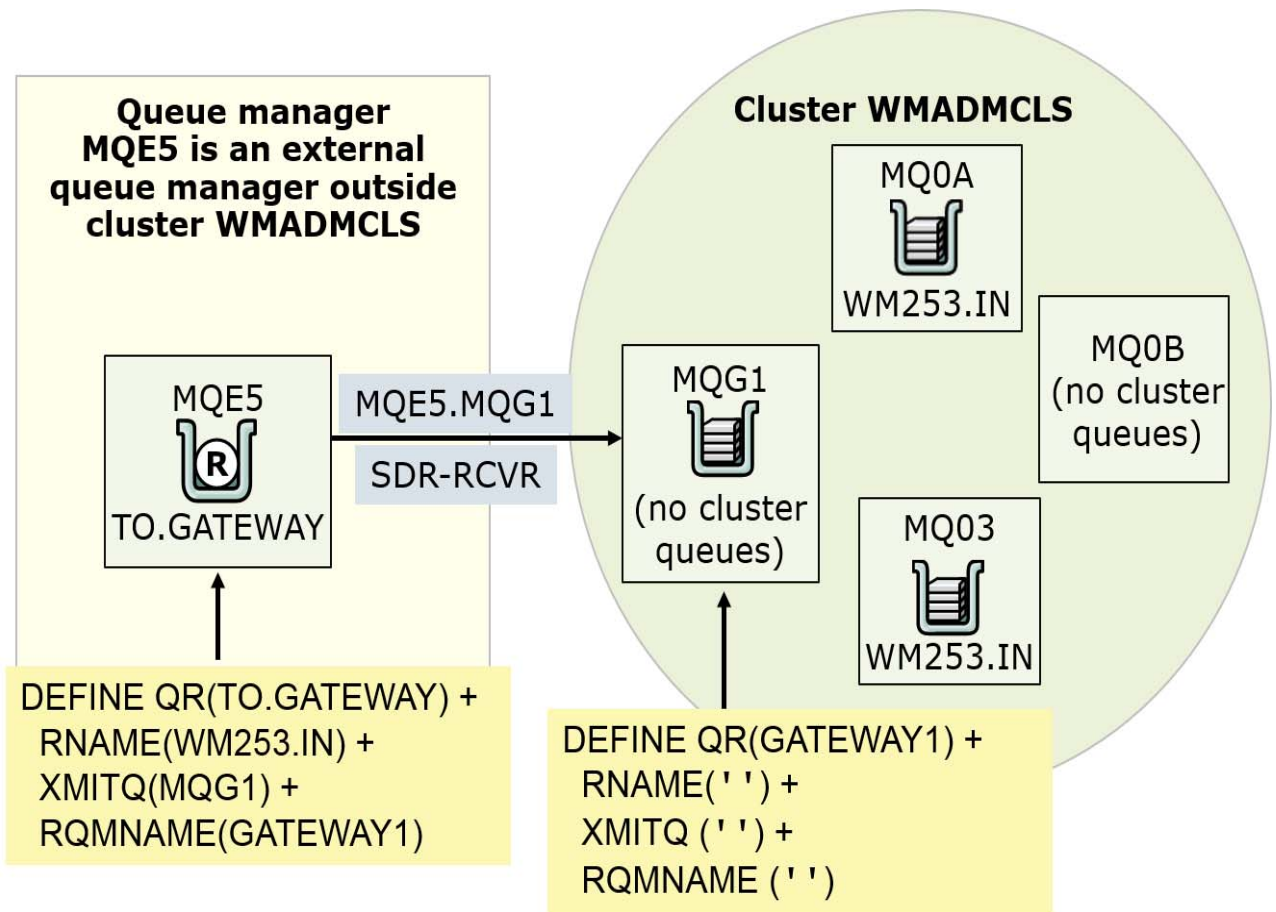 Queue manager
MQE5 is an external
queue manager outside
cluster WMADMCLS
MQE5
R
TO.GATEWAY
MQE5.MQG1
SDR-RCVR
DEFINE QR(TO.GATEWAY) +
RNAME(WM253.IN) +
XMITQ(MQG1) +
RQMNAME(GATEWAY1)
Cluster WMADMCLS
MQ0A
WM253.IN
MQ0B
(no cluster
queues)
MQG1
(no cluster
queues)
MQ03
WM253.IN
DEFINE QR(GATEWAY1) +
RNAME(' ') +
XMITQ (' ') +
RQMNAME (' ')